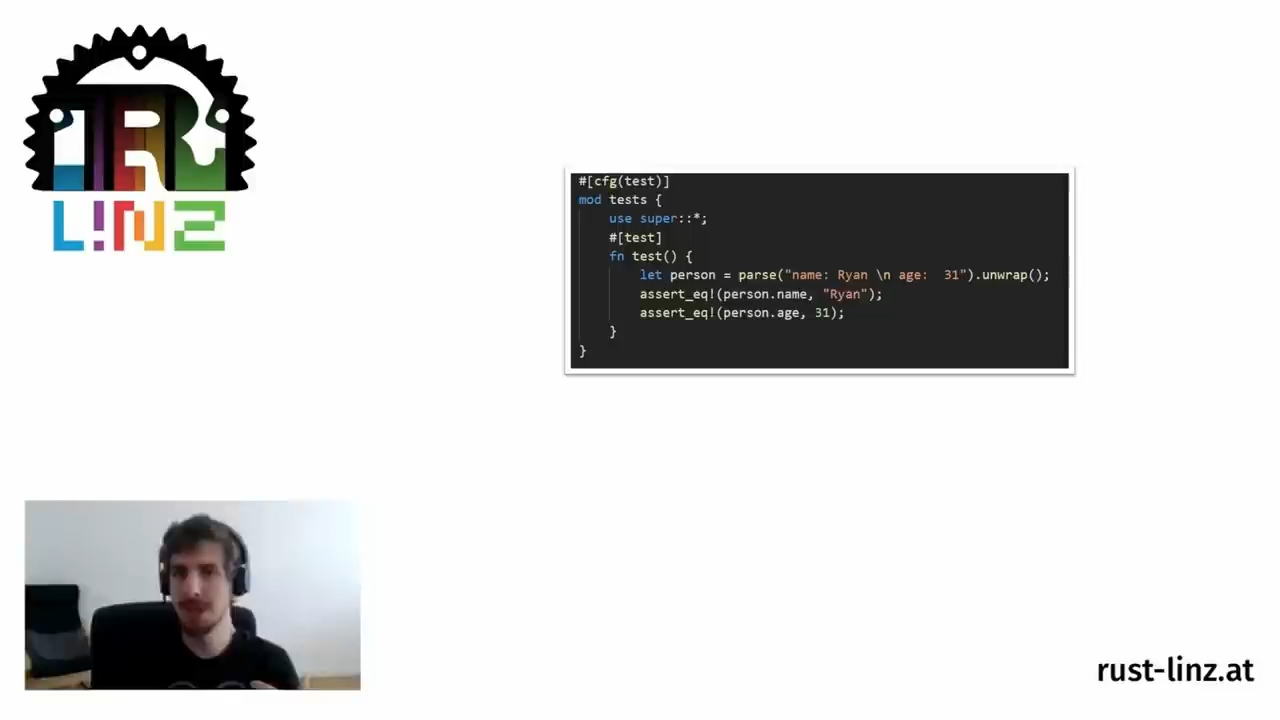 L!NZ
#[cfg(test)]
mod tests {
    use super::*;
    #[test]
    fn test() {
        let person = parse("name: Ryan \n age:  31").unwrap();
        assert_eq!(person.name, "Ryan");
        assert_eq!(person.age, 31);
    }
}
rust-linz.at